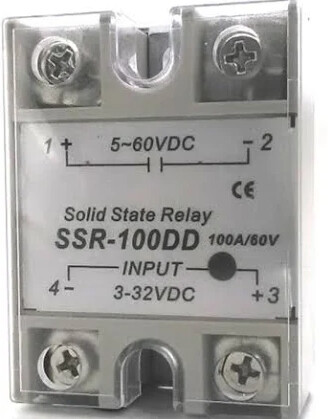 1 + 5~60VDC - 2
CE
Solid State Relay
SSR-100DD 100A/60V
INPUT
4 - 3-32VDC + 3